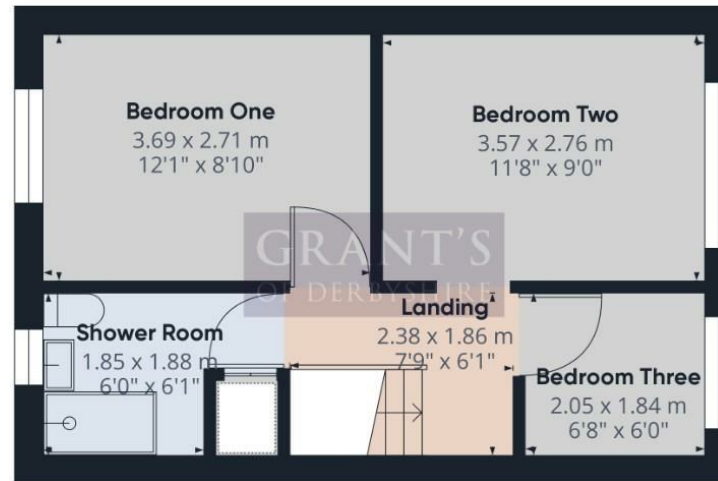 Bedroom One
3.69 x 2.71 m
12'1" x 8'10"
Bedroom Two
3.57 x 2.76 m
11'8" x 9'0"
GRANT'S
OF DERBYSHIRE
Landing
2.38 x 1.86 m
7'9" x 6'1"
Shower Room
1.85 x 1.88 m
6'0" x 6'1"
Bedroom Three
2.05 x 1.84 m
6'8" x 6'0"